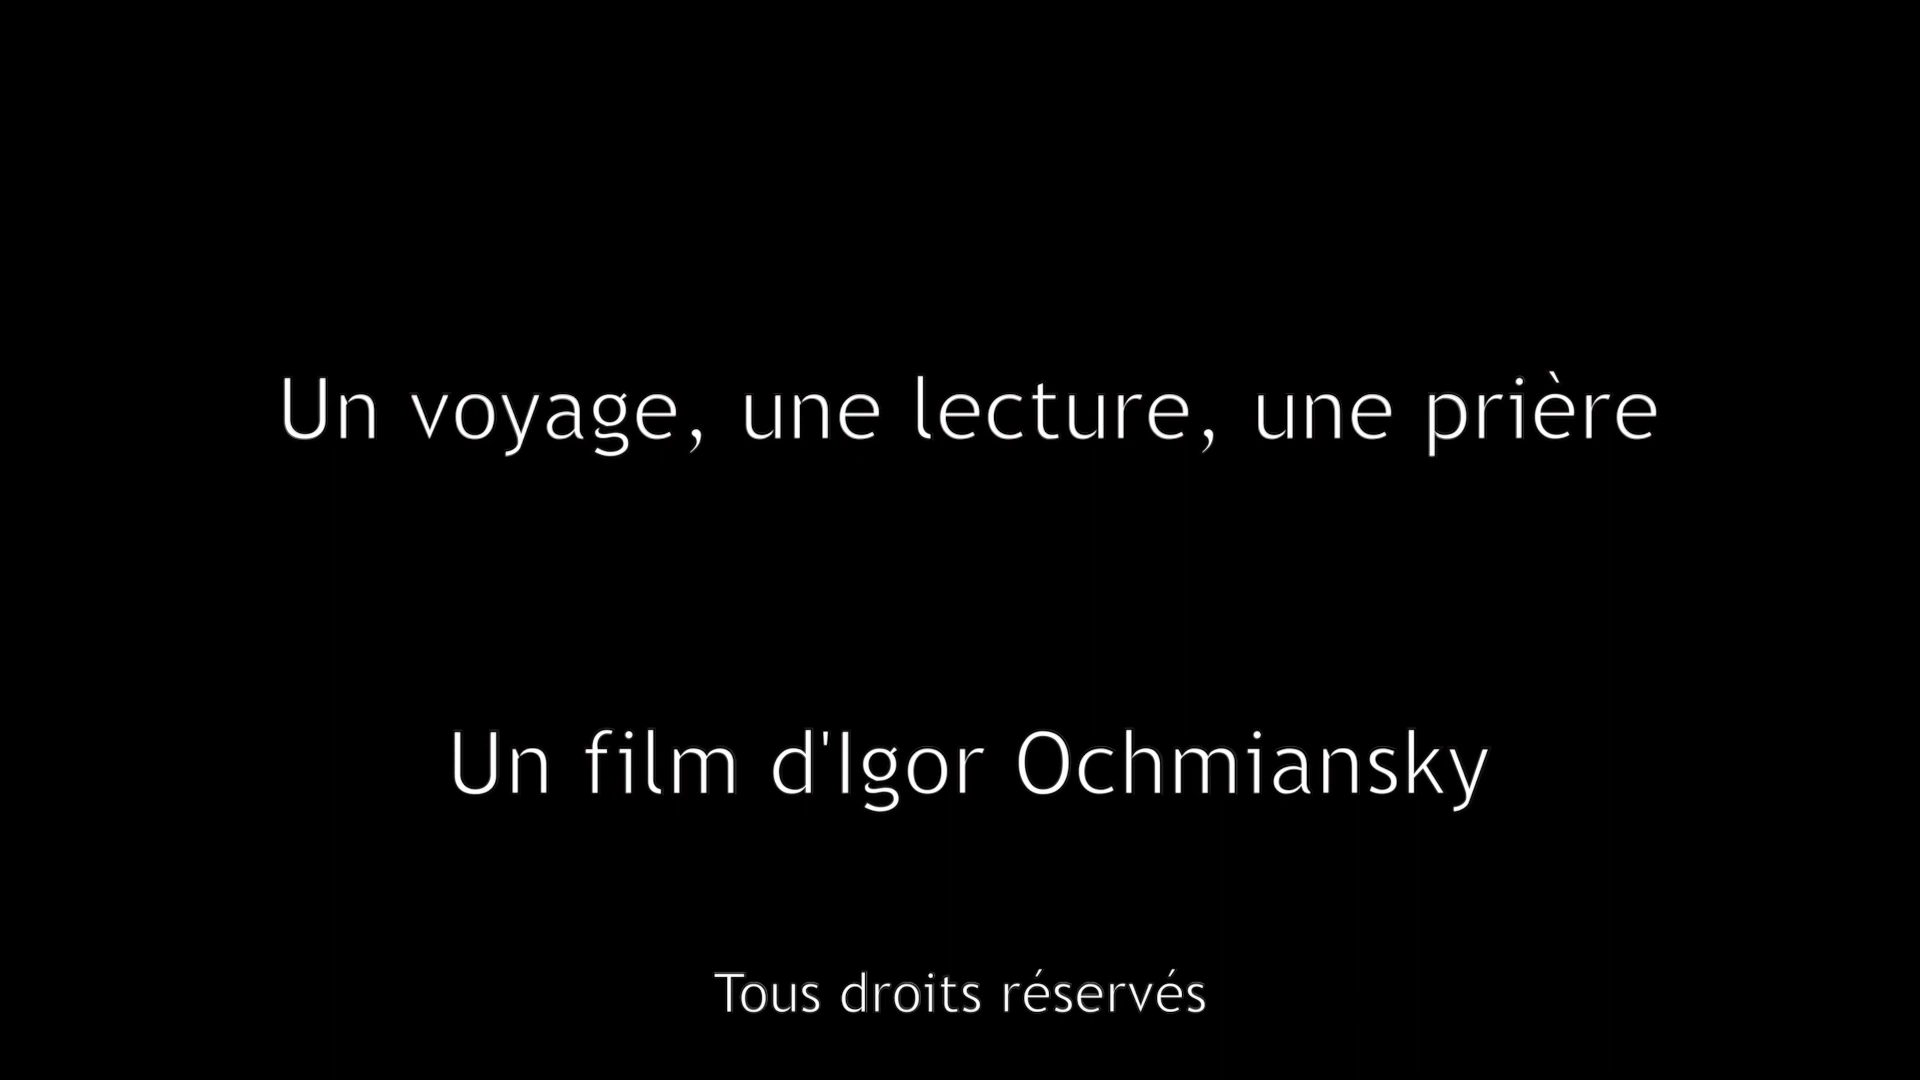 Un voyage, une lecture, une prière
Un film d'Igor Ochmiansky
Tous droits réservés